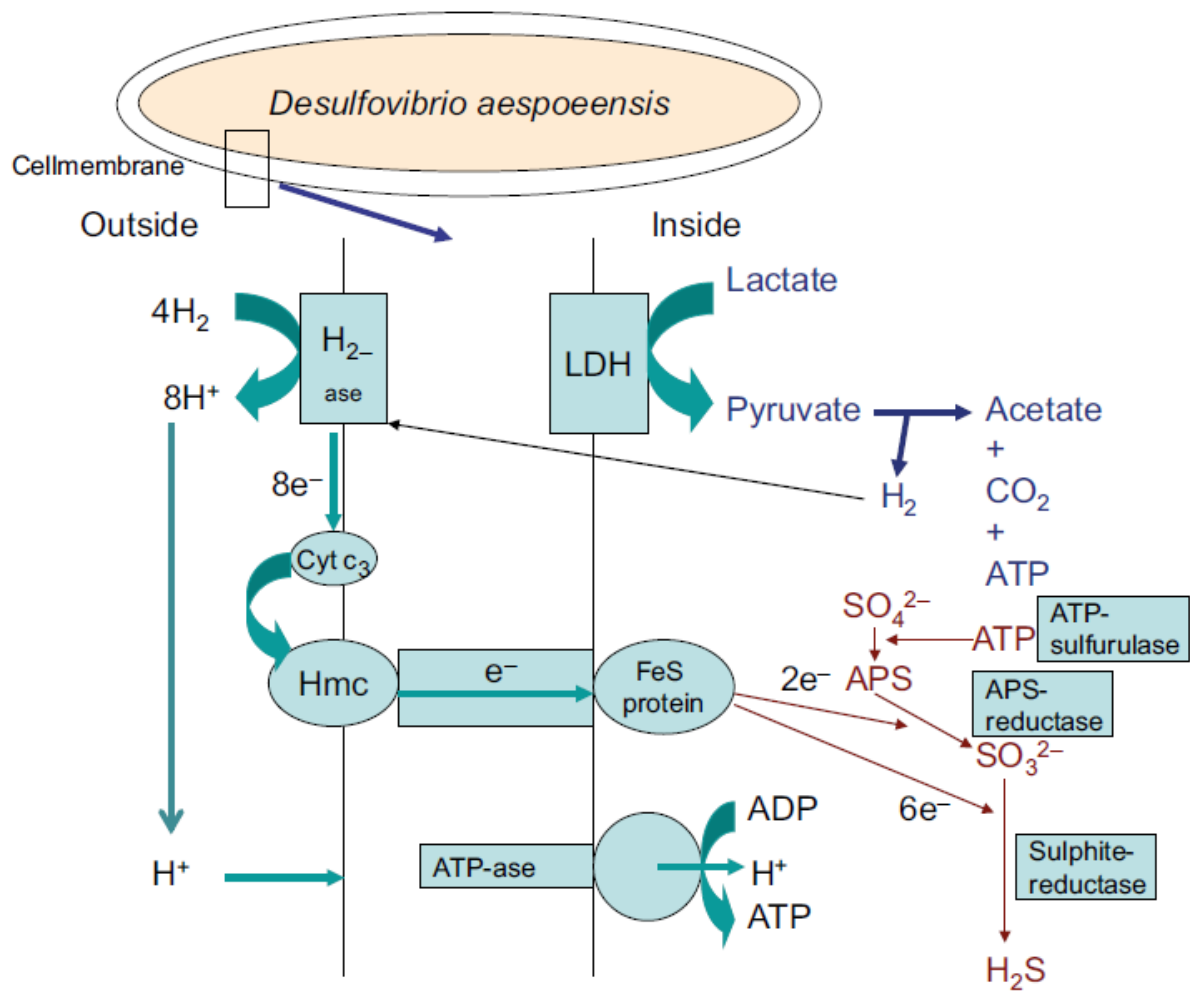 Desulfovibrio aespoeensis
Cellmembrane
Outside
Inside
4H₂
8H⁺
H₂₋
ase
LDH
Lactate
Pyruvate
Acetate
+
CO₂
+
ATP
H₂
8e⁻
Cyt c₃
Hmc
e⁻
FeS
protein
SO₄²⁻
ATP
ATP-
sulfurulase
2e⁻
APS
APS-
reductase
SO₃²⁻
6e⁻
Sulphite-
reductase
H₂S
H⁺
ATP-ase
ADP
H⁺
ATP